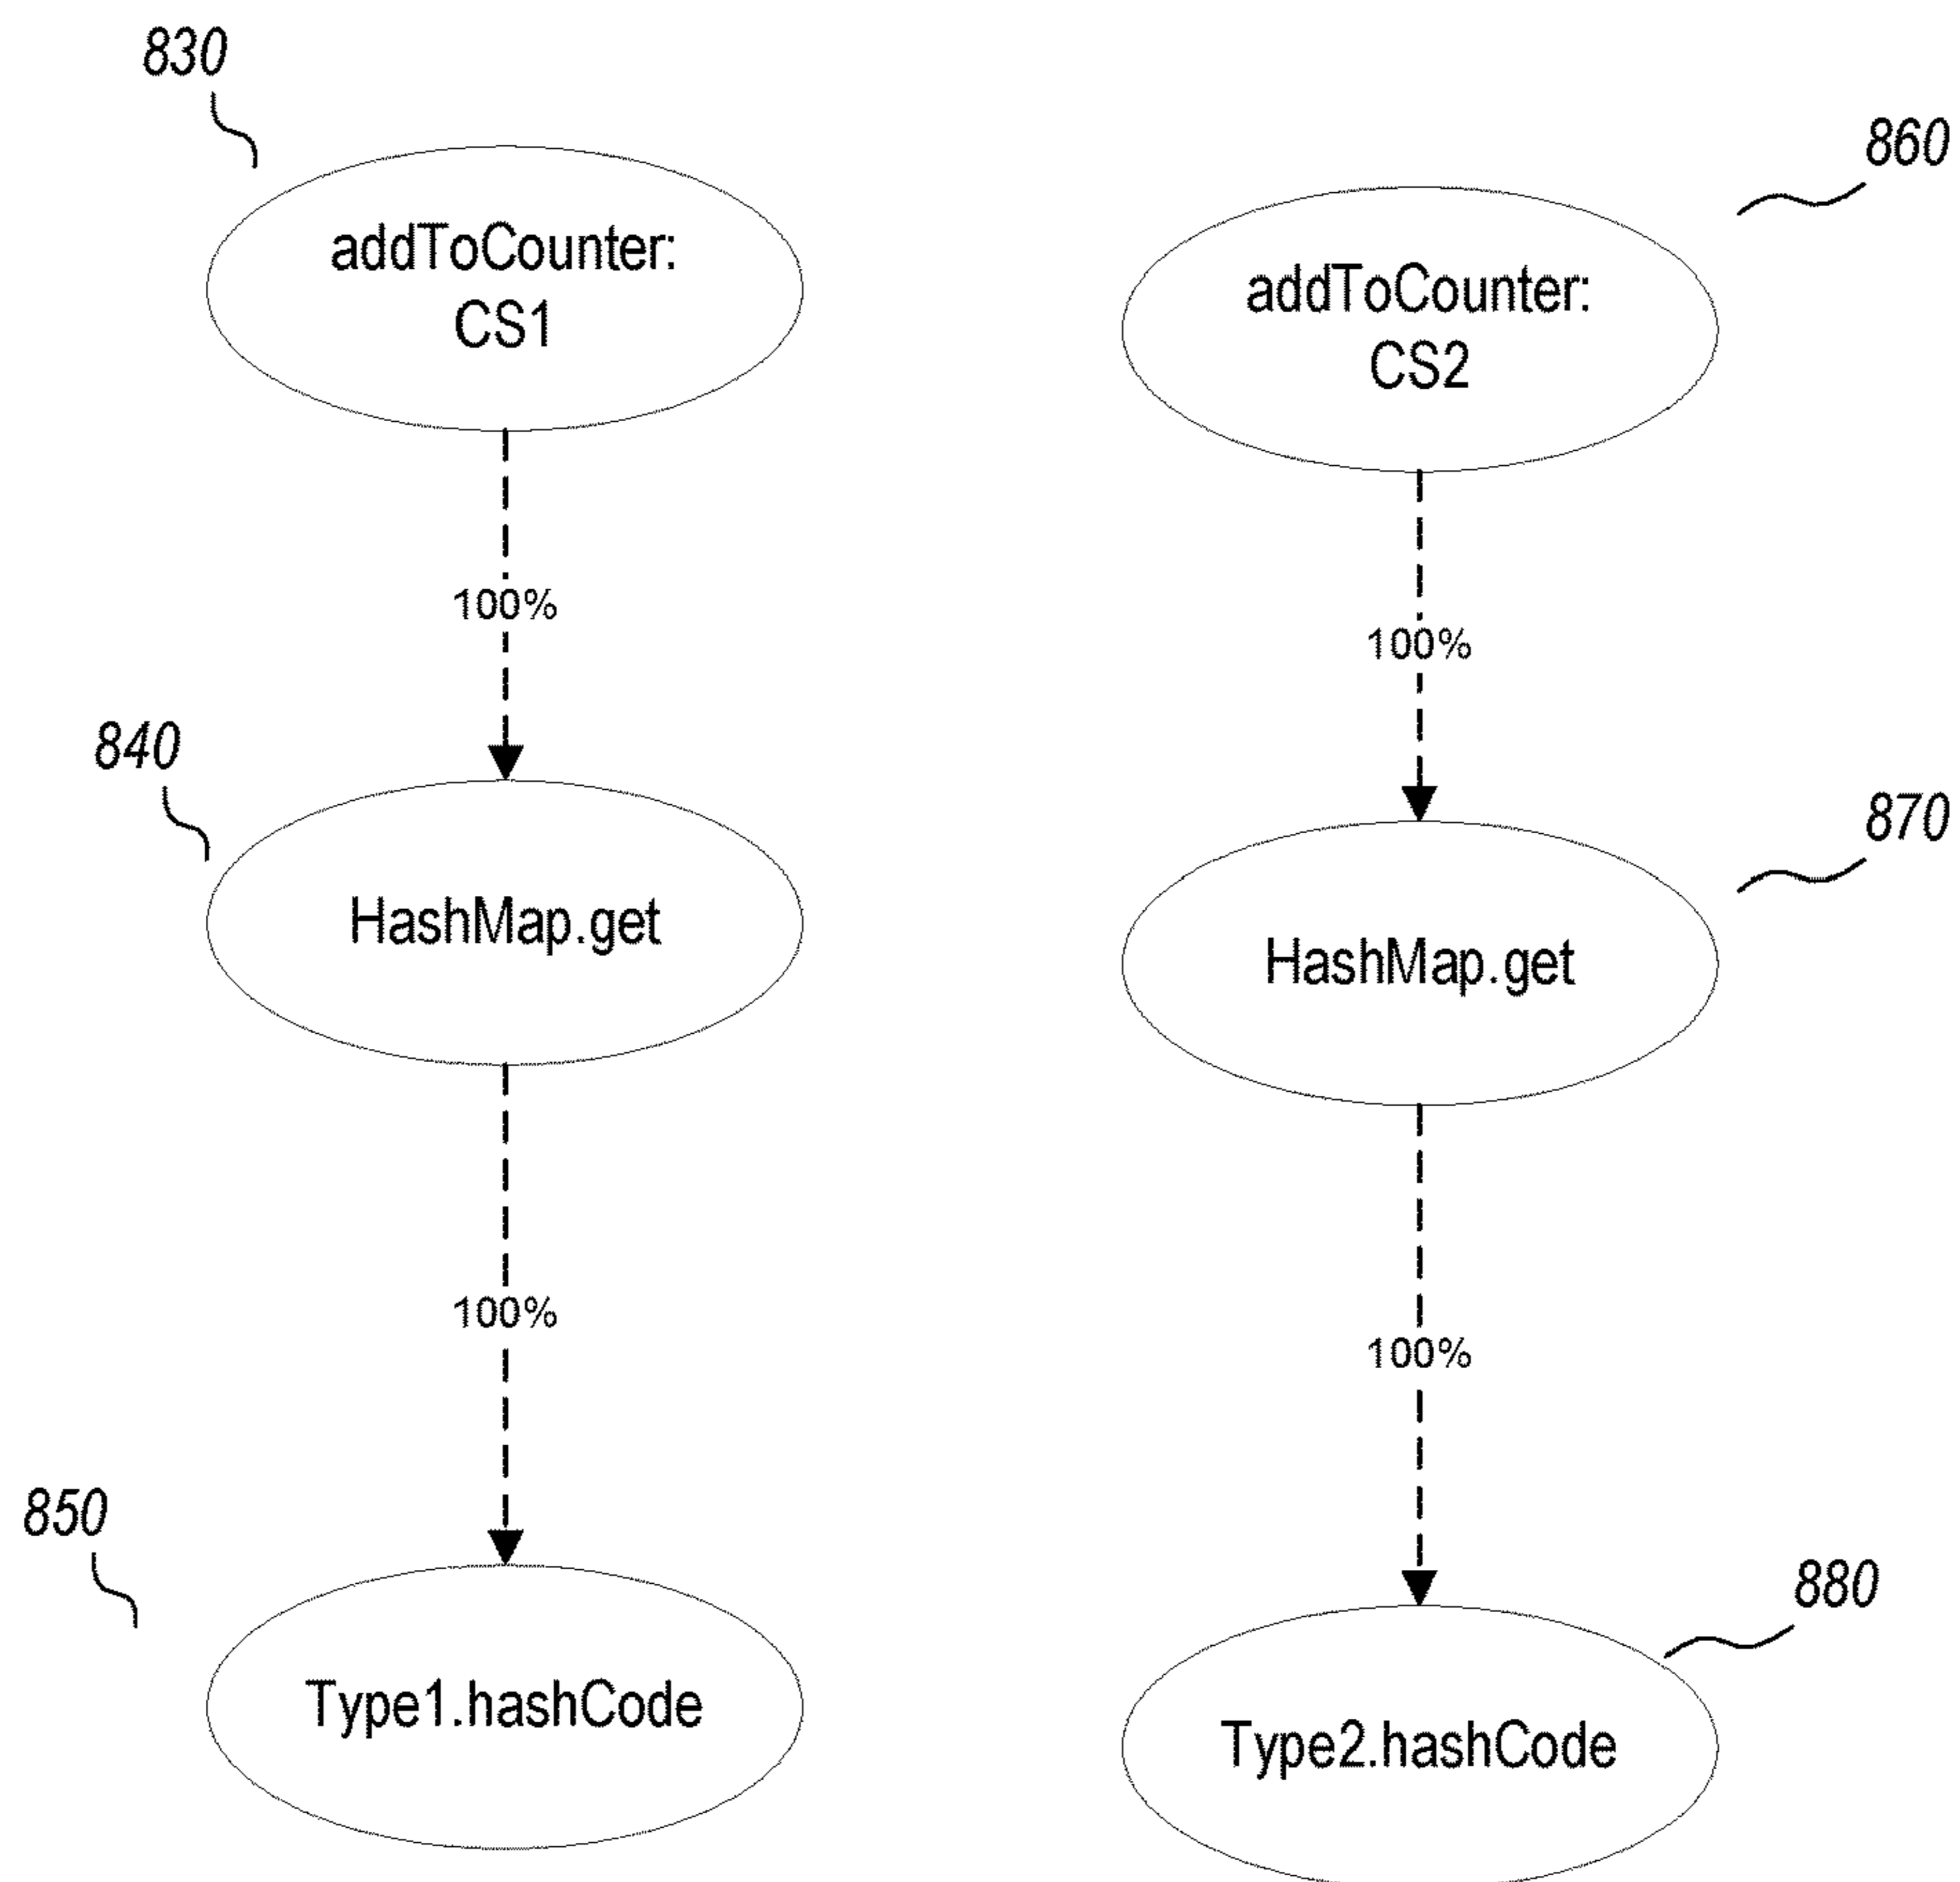 830
addToCounter:
CS1
100%
840
HashMap.get
100%
850
Type1.hashCode
860
addToCounter:
CS2
100%
870
HashMap.get
100%
880
Type2.hashCode